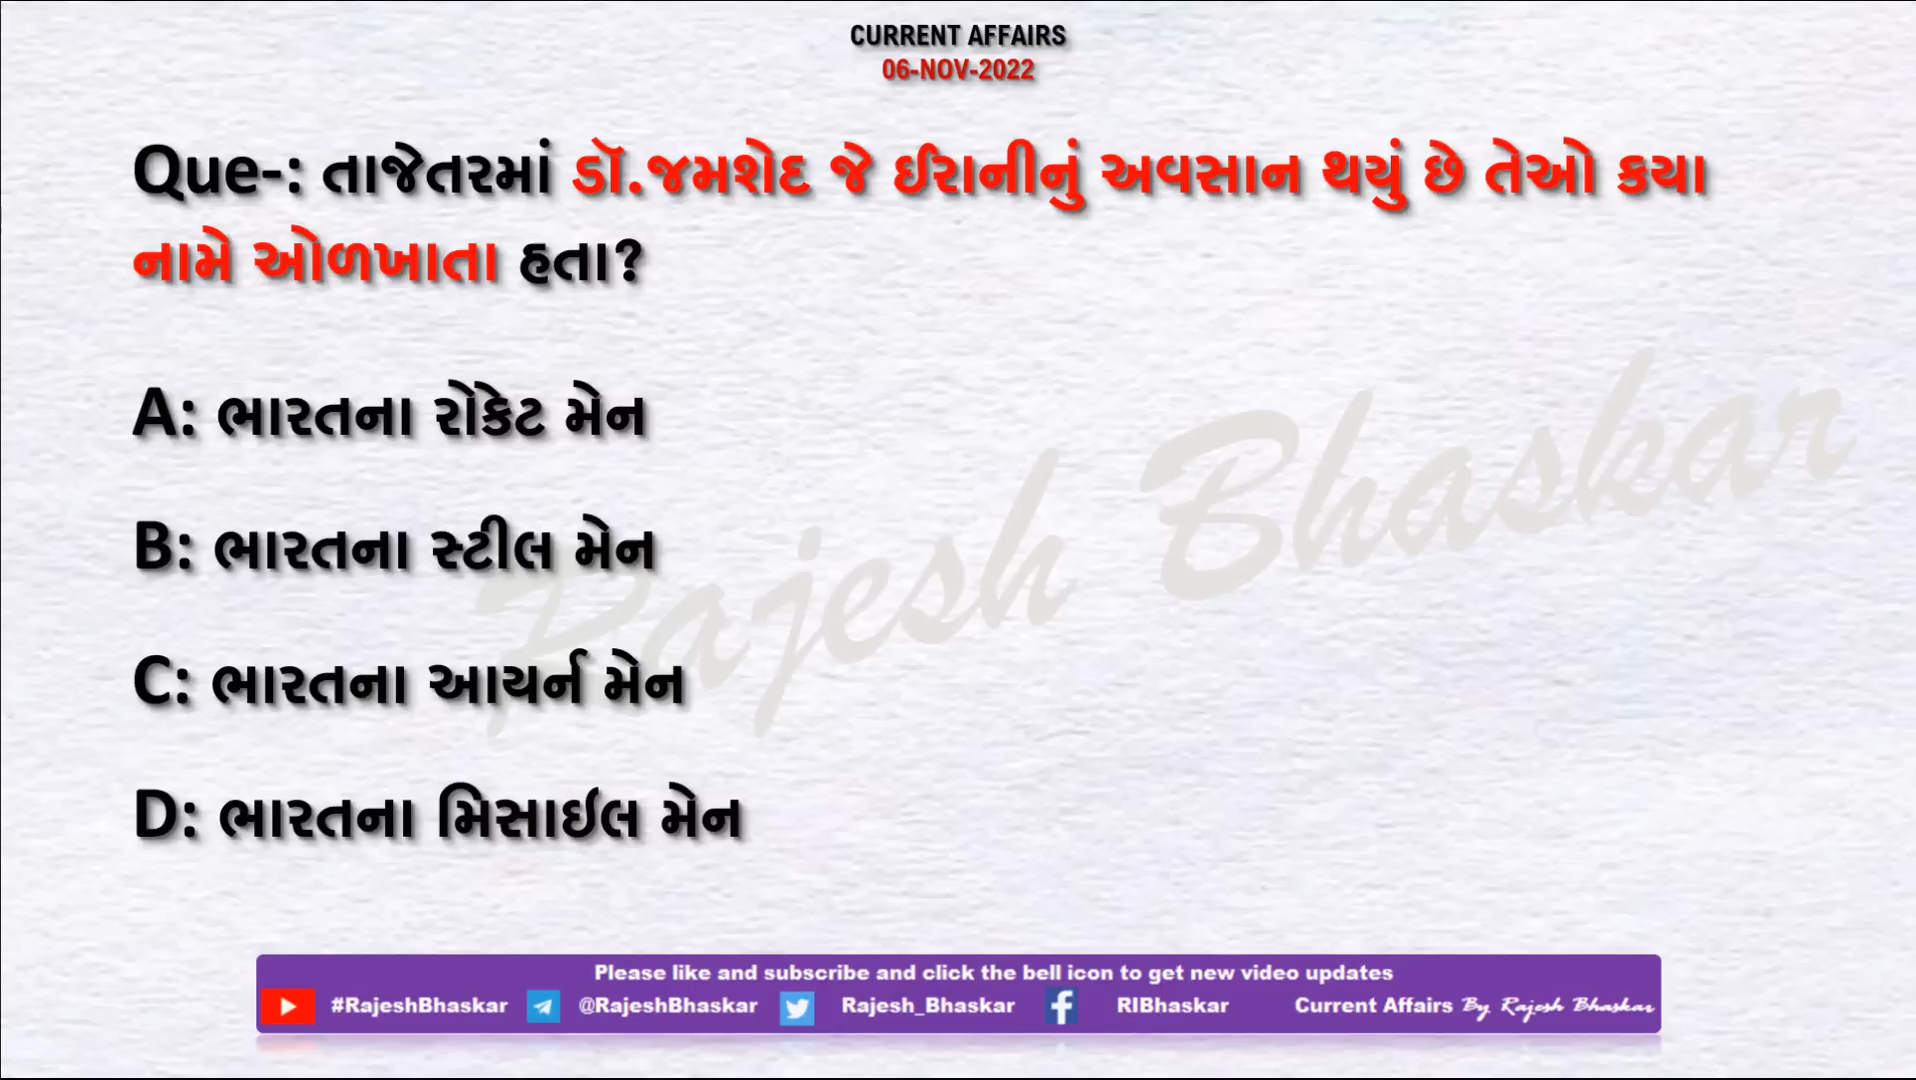 CURRENT AFFAIRS
06-NOV-2022
Que-: તાજેતરમાં ડૉ.જમશેદ જે ઈરાનીનું અવસાન થયું છે તેઓ કયા
નામે ઓળખાતા હતા?
A: ભારતના રોકેટ મેન
B: ભારતના સ્ટીલ મેન
C: ભારતના આયર્ન મેન
D: ભારતના મિસાઈલ મેન
Rajesh Bhaskar
Please like and subscribe and click the bell icon to get new video updates
#RajeshBhaskar @RajeshBhaskar Rajesh_Bhaskar RIBhaskar Current Affairs By Rajesh Bhaskar